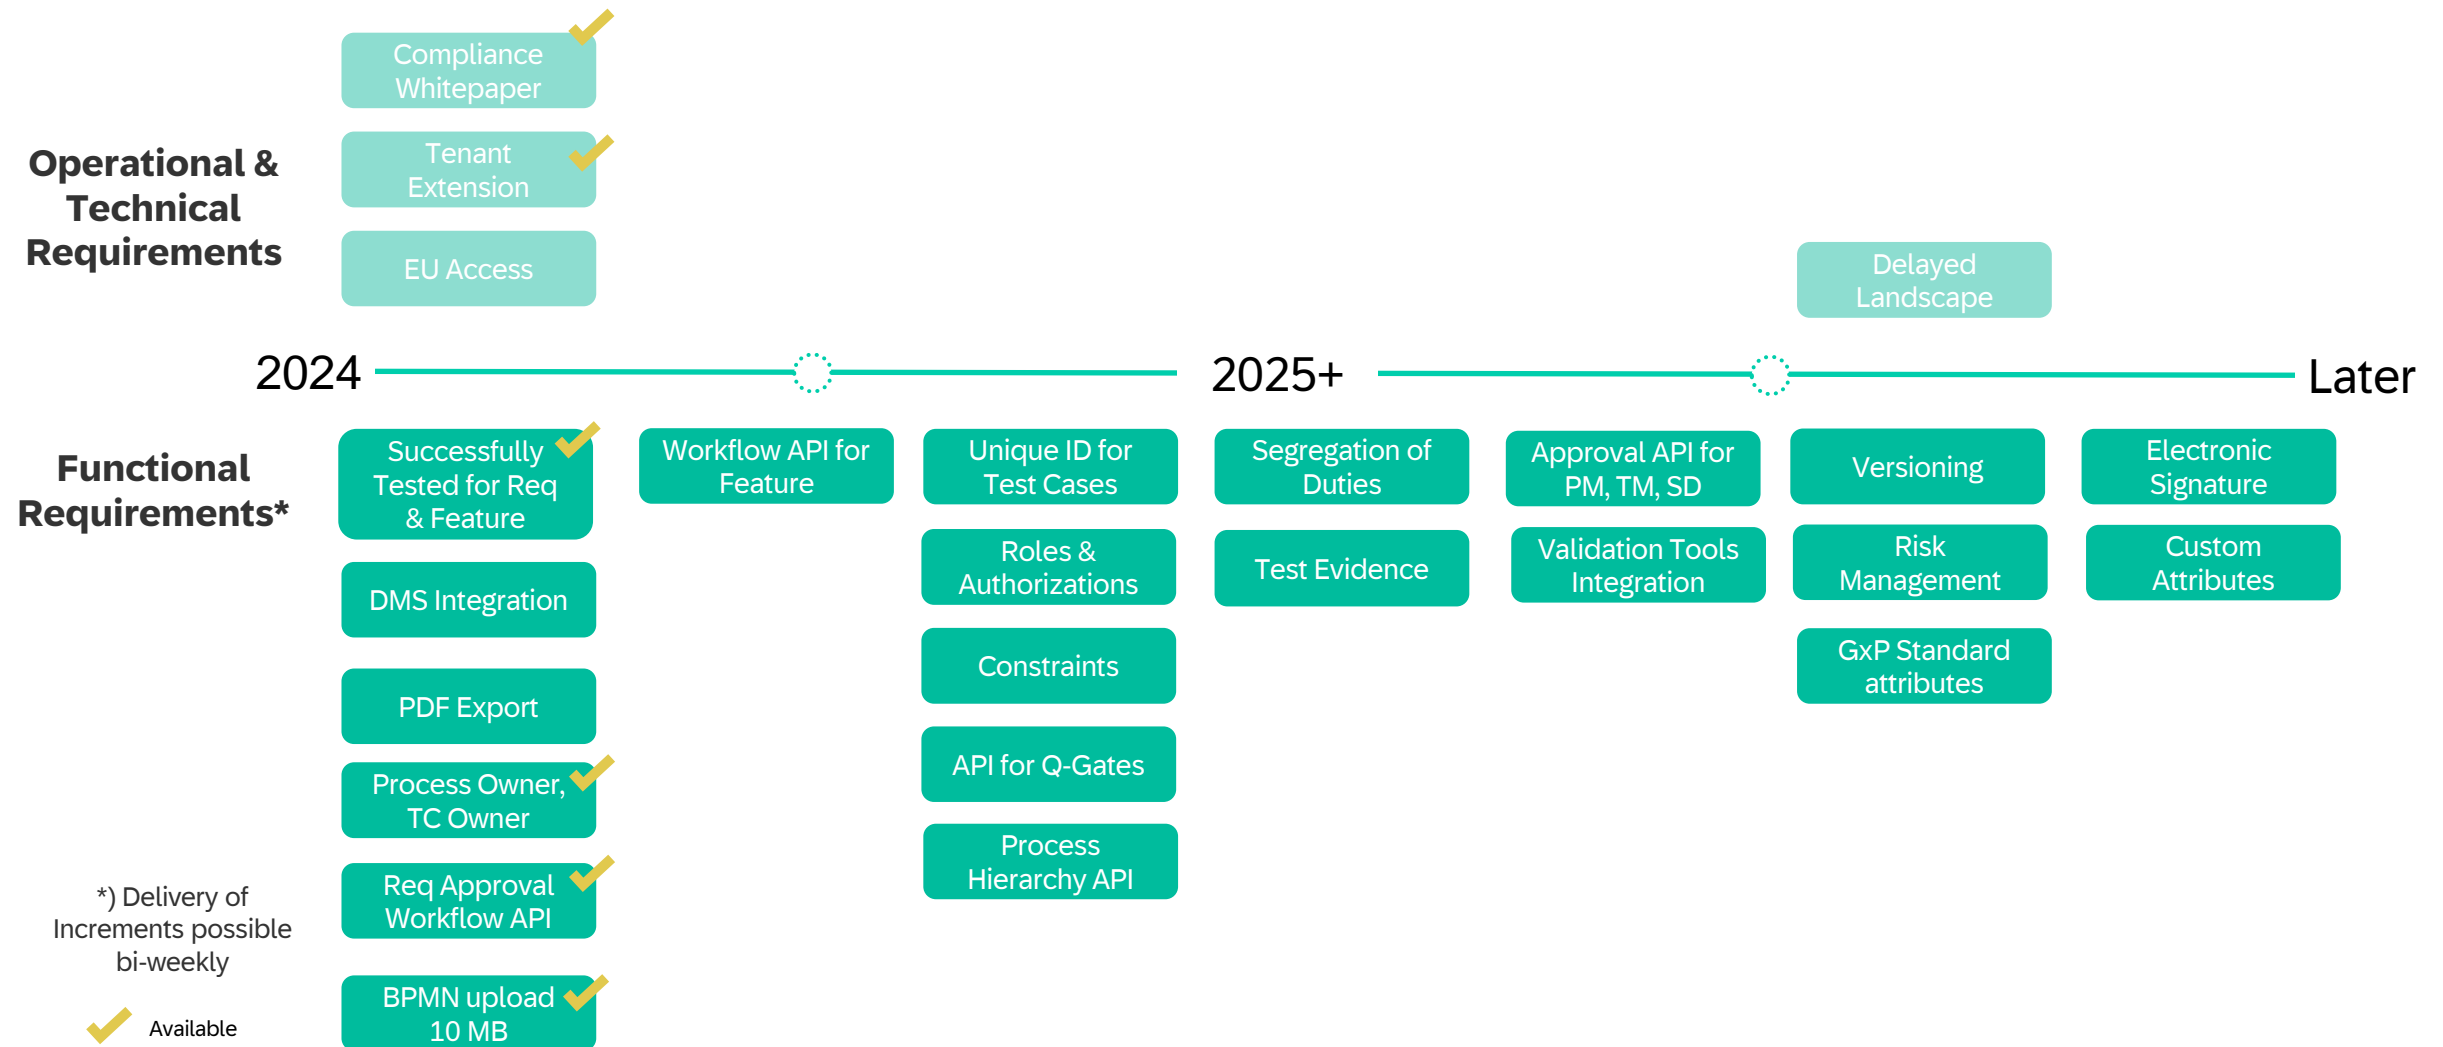 Compliance
Whitepaper
Operational &
Technical
Requirements
Tenant
Extension
EU Access
Delayed
Landscape
2024
2025+
Later
Functional
Requirements*
Successfully
Tested for Req
& Feature
DMS Integration
PDF Export
Process Owner,
TC Owner
Req Approval
Workflow API
BPMN upload
10 MB
Workflow API for
Feature
Unique ID for
Test Cases
Roles &
Authorizations
Constraints
API for Q-Gates
Process
Hierarchy API
Segregation of
Duties
Test Evidence
Approval API for
PM, TM, SD
Validation Tools
Integration
Versioning
Risk
Management
GxP Standard
attributes
Electronic
Signature
Custom
Attributes
*) Delivery of
Increments possible
bi-weekly
Available